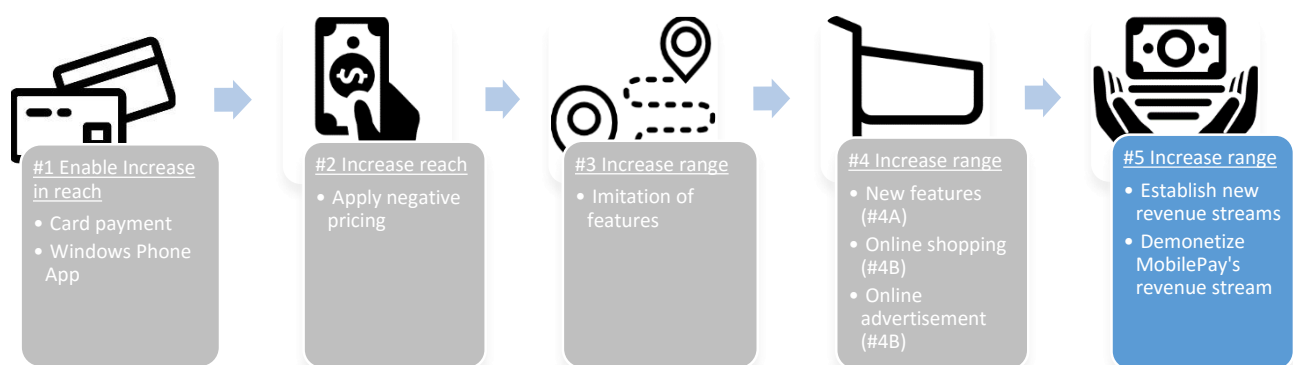 #1 Enable Increase
in reach
• Card payment
• Windows Phone
App
#2 Increase reach
• Apply negative
pricing
#3 Increase range
• Imitation of
features
#4 Increase range
• New features
(#4A)
• Online shopping
(#4B)
• Online
advertisement
(#4B)
#5 Increase range
• Establish new
revenue streams
• Demonetize
MobilePay's
revenue stream